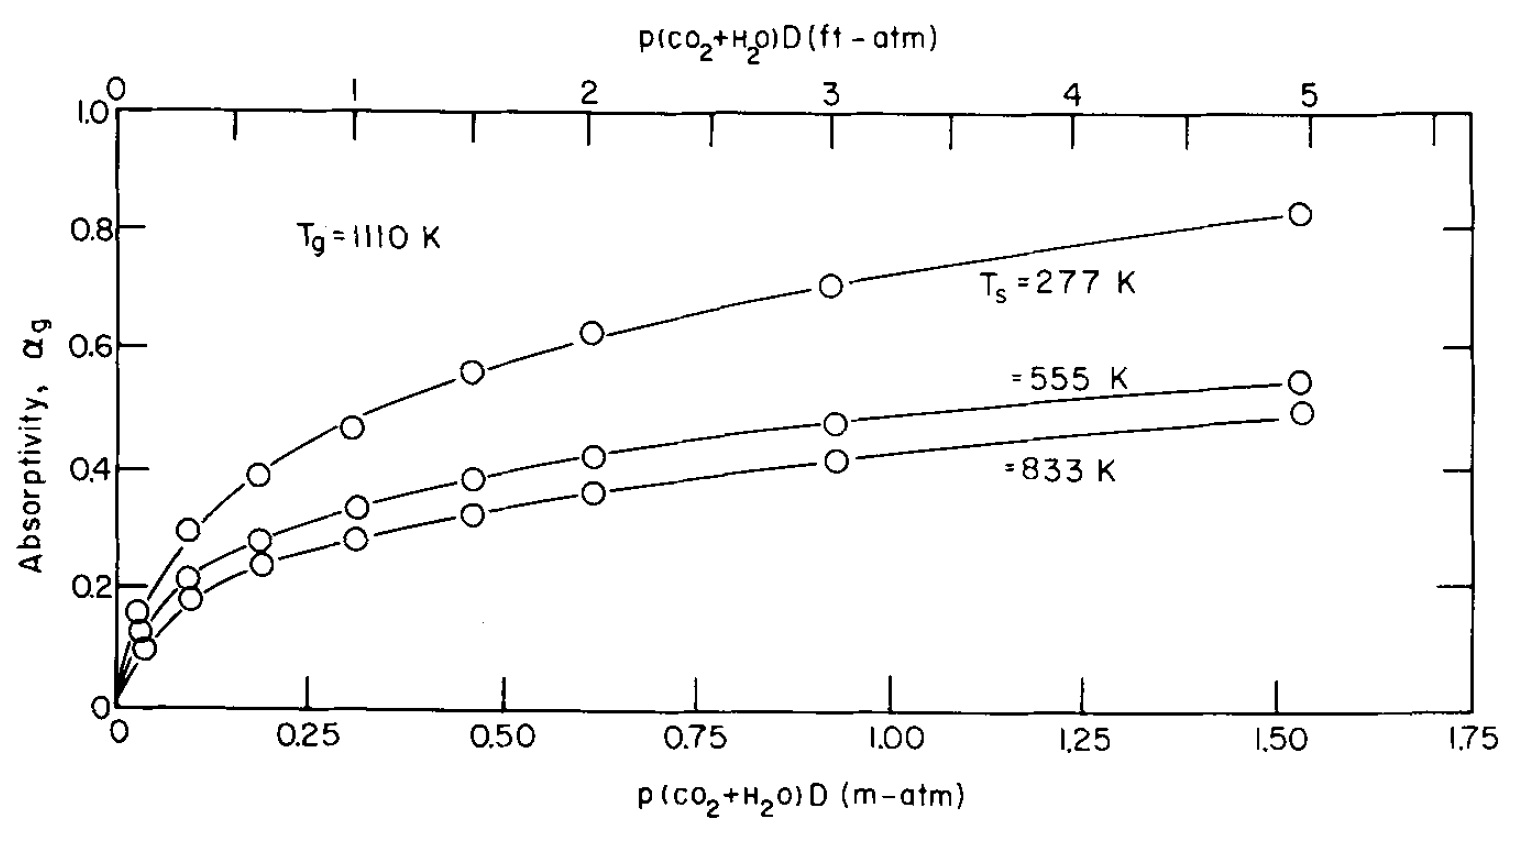 p(CO₂+H₂O)D (ft-atm)
0 1 2 3 4 5
1.0
0.8
Tg = 1110 K
Ts = 277 K
0.6
= 555 K
0.4
= 833 K
0.2
0
Absorptivity, αg
0 0.25 0.50 0.75 1.00 1.25 1.50 1.75
p(CO₂+H₂O)D (m-atm)